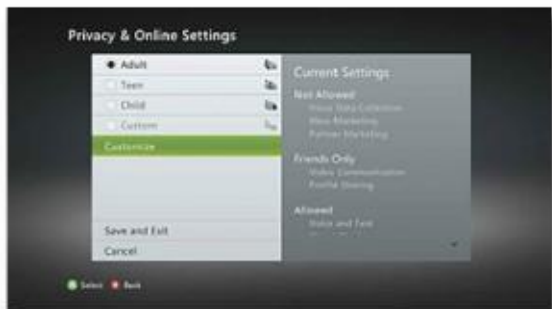 Privacy & Online Settings
Adult
Teen
Child
Custom
Customize
Save and Exit
Cancel
Current Settings
Not Allowed
Voice Data Collection
Xbox Marketing
Partner Marketing
Friends Only
Video Communication
Profile Sharing
Allowed
Voice and Text
Select
Back